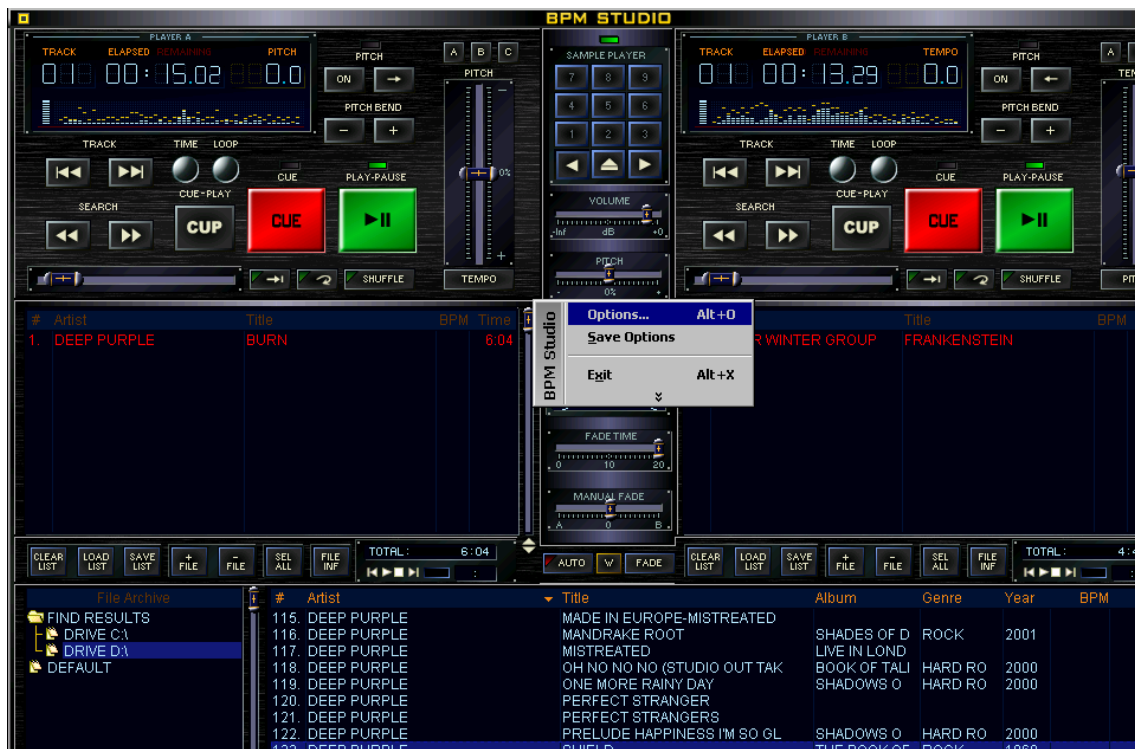 BPM STUDIO
PLAYER A
TRACK ELAPSED REMAINING PITCH
01 00: 15.02 0.0
PITCH
ON
PITCH BEND
- +
A B C
PITCH
0%
TRACK TIME LOOP
CUE PLAY-PAUSE
CUE-PLAY
SEARCH
CUP CUE
SHUFFLE TEMPO
SAMPLE PLAYER
7 8 9
4 5 6
1 2 3
VOLUME
-Inf dB +0
PITCH
- 0% +
PLAYER B
TRACK ELAPSED REMAINING TEMPO
01 00: 13.29 0.0
PITCH
ON
PITCH BEND
- +
A
TRACK TIME LOOP
CUE PLAY-PAUSE
CUE-PLAY
SEARCH
CUP CUE
SHUFFLE
# Artist Title BPM Time
1. DEEP PURPLE BURN 6:04
BPM Studio
Options... Alt+O
Save Options
Exit Alt+X
Title BPM
WINTER GROUP FRANKENSTEIN
FADE TIME
0 10 20
MANUAL FADE
A 0 B
AUTO W FADE
CLEAR LIST LOAD LIST SAVE LIST + FILE - FILE SEL ALL FILE INF
TOTAL: 6:04
CLEAR LIST LOAD LIST SAVE LIST + FILE - FILE SEL ALL FILE INF
TOTAL:
File Archive
FIND RESULTS
DRIVE C:\
DRIVE D:\
DEFAULT
# Artist Title Album Genre Year BPM
115. DEEP PURPLE MADE IN EUROPE-MISTREATED
116. DEEP PURPLE MANDRAKE ROOT SHADES OF D ROCK 2001
117. DEEP PURPLE MISTREATED LIVE IN LOND
118. DEEP PURPLE OH NO NO NO (STUDIO OUT TAK BOOK OF TALI HARD RO 2000
119. DEEP PURPLE ONE MORE RAINY DAY SHADOWS O HARD RO 2000
120. DEEP PURPLE PERFECT STRANGER
121. DEEP PURPLE PERFECT STRANGERS
122. DEEP PURPLE PRELUDE HAPPINESS I'M SO GL SHADOWS O HARD RO 2000
123. DEEP PURPLE SHIELD THE BOOK OF ROCK 1969